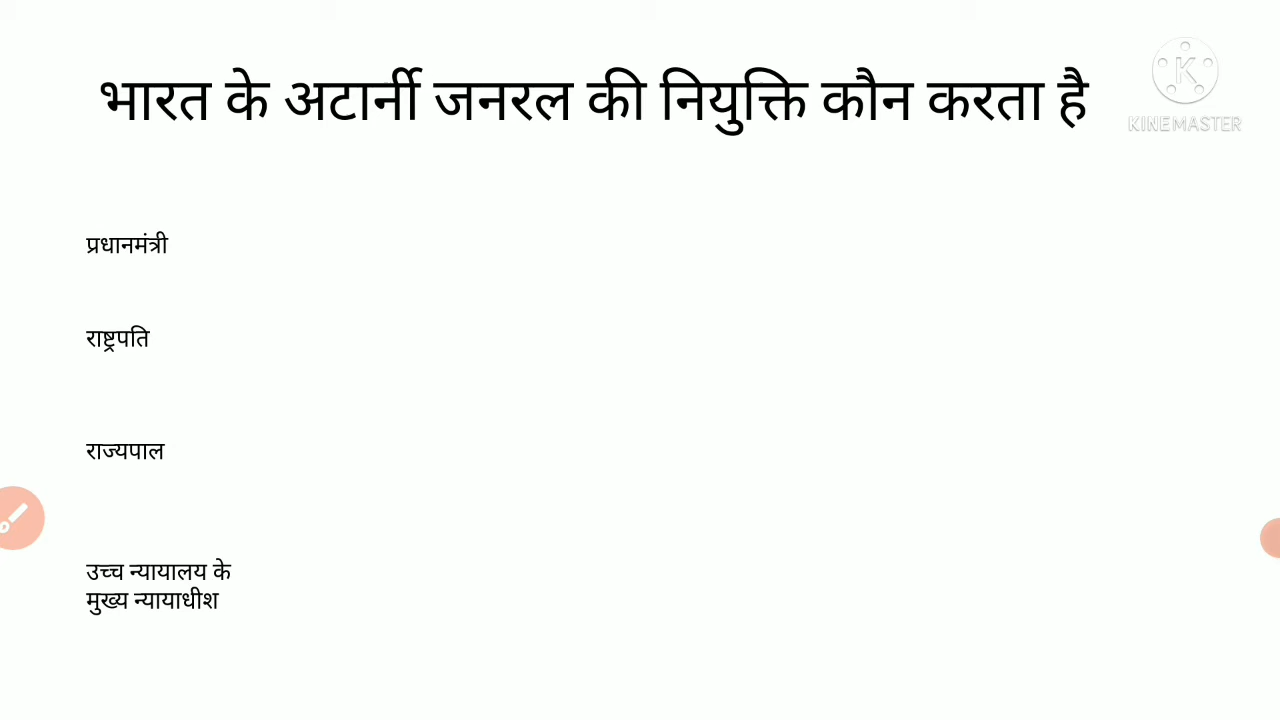 भारत के अटार्नी जनरल की नियुक्ति कौन करता है
KINEMASTER
प्रधानमंत्री
राष्ट्रपति
राज्यपाल
उच्च न्यायालय के
मुख्य न्यायाधीश